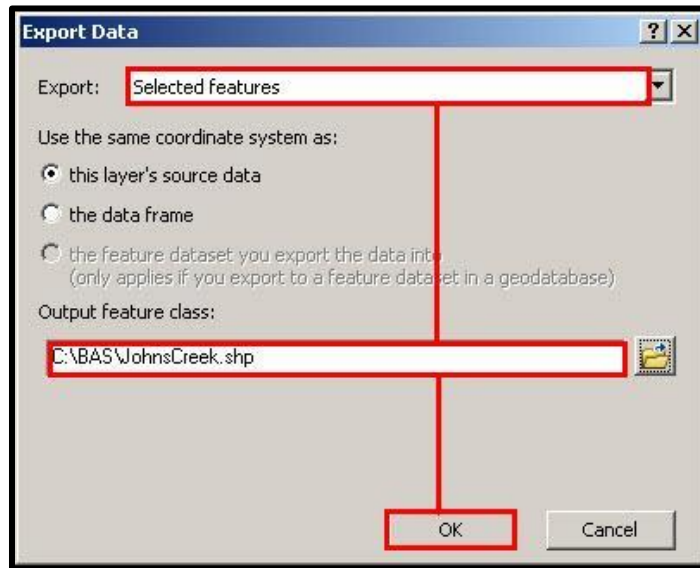 Export Data
Export: Selected features
Use the same coordinate system as:
this layer's source data
the data frame
the feature dataset you export the data into
(only applies if you export to a feature dataset in a geodatabase)
Output feature class:
C:\BAS\JohnsCreek.shp
OK Cancel